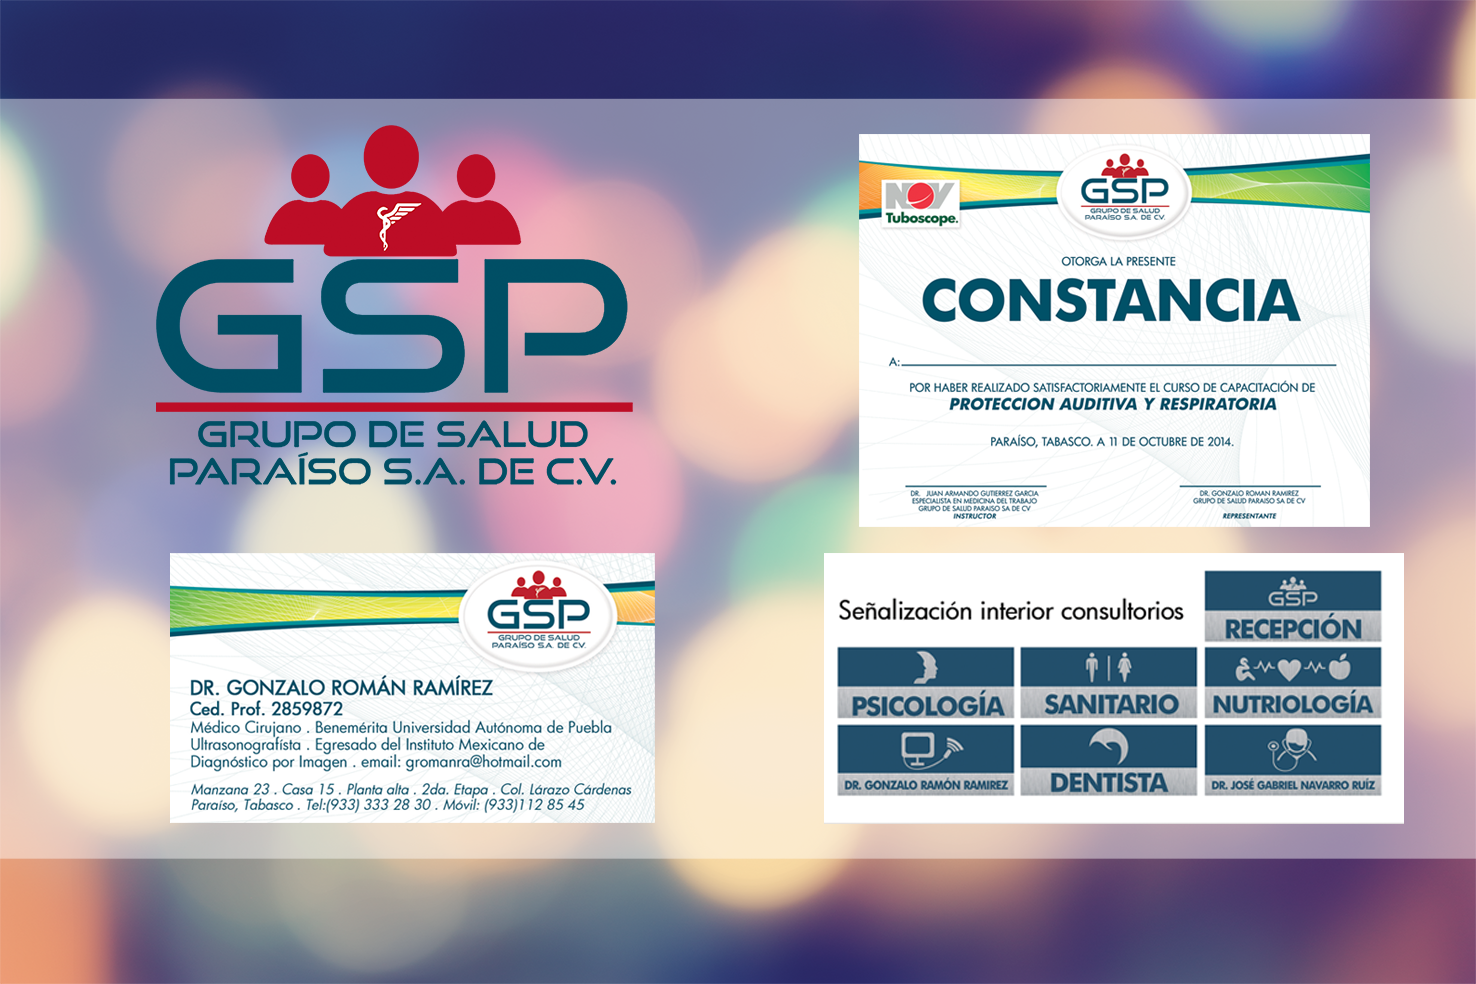 GSP
GRUPO DE SALUD
PARAÍSO S.A. DE C.V.
NOV
Tuboscope.
GSP
GRUPO DE SALUD
PARAÍSO S.A. DE C.V.
OTORGA LA PRESENTE
CONSTANCIA
A:
POR HABER REALIZADO SATISFACTORIAMENTE EL CURSO DE CAPACITACIÓN DE
PROTECCION AUDITIVA Y RESPIRATORIA
PARAÍSO, TABASCO. A 11 DE OCTUBRE DE 2014.
DR. JUAN ARMANDO GUTIERREZ GARCIA
ESPECIALISTA EN MEDICINA DEL TRABAJO
GRUPO DE SALUD PARAISO SA DE CV
INSTRUCTOR
DR. GONZALO ROMAN RAMIREZ
GRUPO DE SALUD PARAISO SA DE CV
REPRESENTANTE
GSP
GRUPO DE SALUD
PARAÍSO S.A. DE C.V.
DR. GONZALO ROMÁN RAMÍREZ
Ced. Prof. 2859872
Médico Cirujano . Benemérita Universidad Autónoma de Puebla
Ultrasonografísta . Egresado del Instituto Mexicano de
Diagnóstico por Imagen . email: gromanra@hotmail.com
Manzana 23 . Casa 15 . Planta alta . 2da. Etapa . Col. Lárazo Cárdenas
Paraíso, Tabasco . Tel:(933) 333 28 30 . Móvil: (933)112 85 45
Señalización interior consultorios
GSP
RECEPCIÓN
PSICOLOGÍA
SANITARIO
NUTRIOLOGÍA
DR. GONZALO RAMÓN RAMIREZ
DENTISTA
DR. JOSÉ GABRIEL NAVARRO RUÍZ